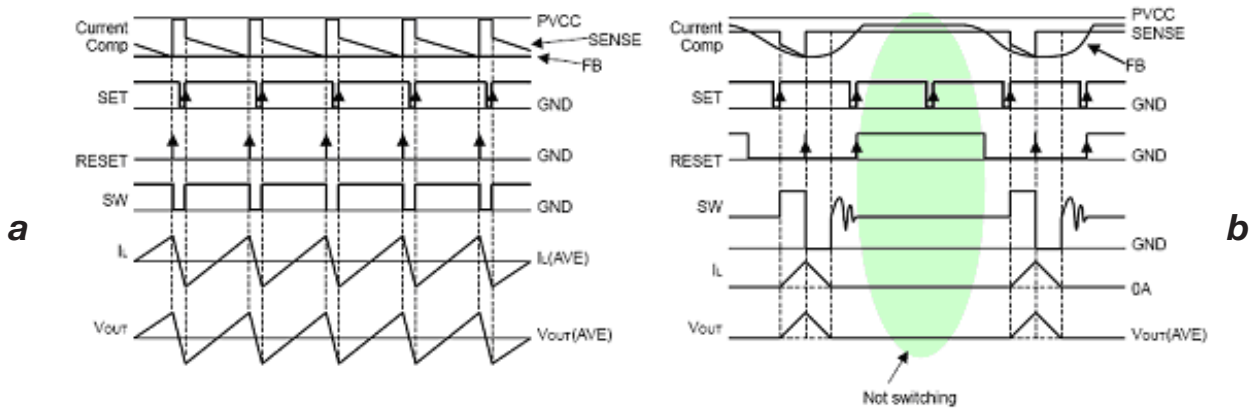 a
Current
Comp
PVCC
SENSE
FB
SET
GND
RESET
GND
SW
GND
IL
IL(AVE)
VOUT
VOUT(AVE)
Current
Comp
PVCC
SENSE
FB
SET
GND
RESET
GND
SW
GND
IL
0A
VOUT
VOUT(AVE)
Not switching
b